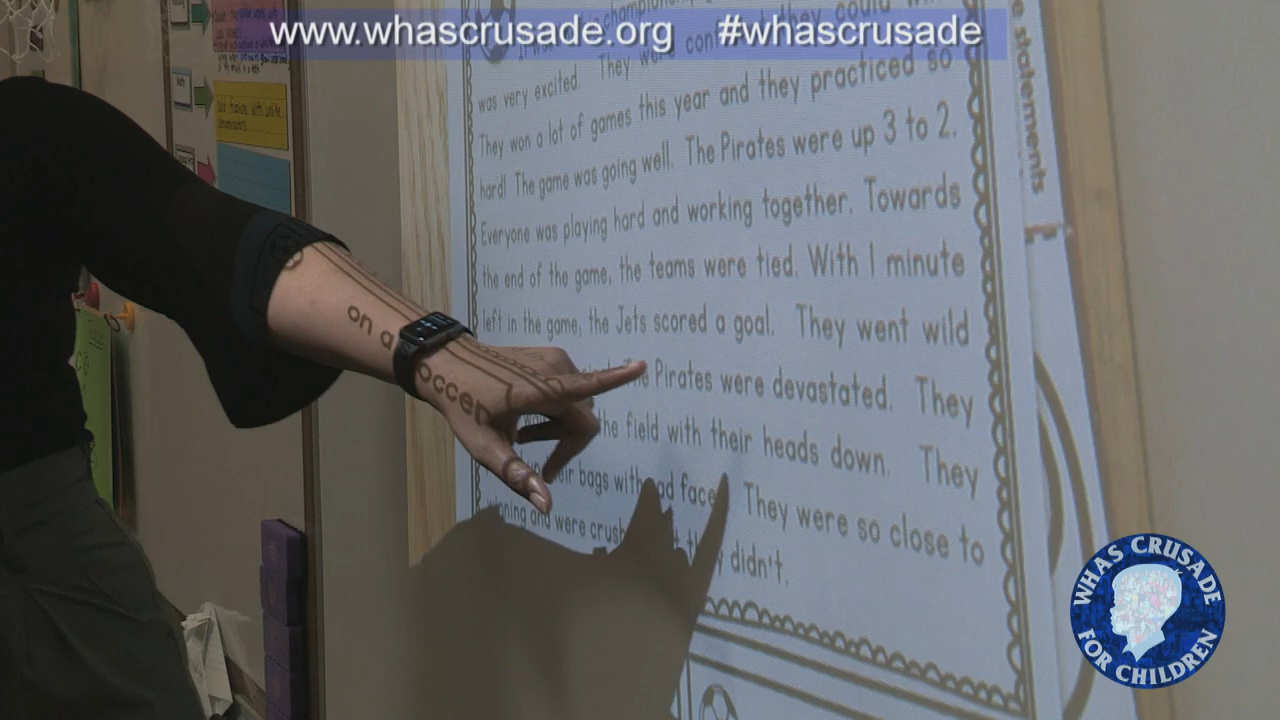 www.whascrusade.org #whascrusade
championship
They were they could
was very excited.
They won a lot of games this year and they practiced so
hard! The game was going well. The Pirates were up 3 to 2.
Everyone was playing hard and working together. Towards
the end of the game, the teams were tied. With 1 minute
left in the game, the Jets scored a goal. They went wild
The Pirates were devastated. They
the field with their heads down. They
bags with They were so close to
winning and were didn't.
statements
on a
WHAS CRUSADE
FOR CHILDREN